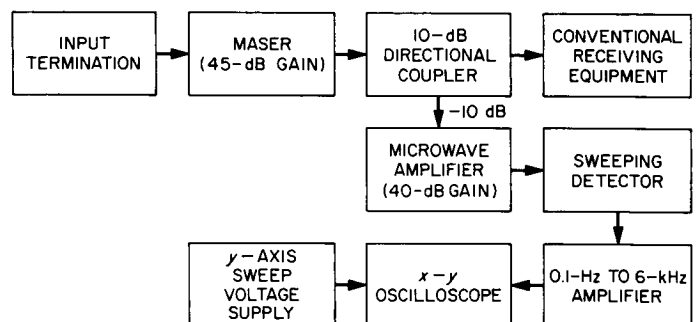 INPUT
TERMINATION
MASER
(45-dB GAIN)
10-dB
DIRECTIONAL
COUPLER
CONVENTIONAL
RECEIVING
EQUIPMENT
-10 dB
MICROWAVE
AMPLIFIER
(40-dB GAIN)
SWEEPING
DETECTOR
y-AXIS
SWEEP
VOLTAGE
SUPPLY
x-y
OSCILLOSCOPE
0.1-Hz TO 6-kHz
AMPLIFIER